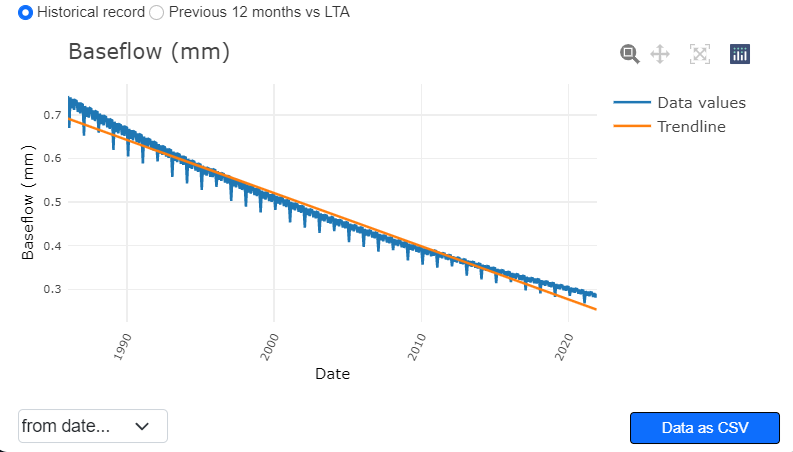 Historical record Previous 12 months vs LTA
Baseflow (mm)
Data values
Trendline
Baseflow (mm)
0.7
0.6
0.5
0.4
0.3
1990
2000
2010
2020
Date
from date...
Data as CSV